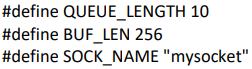 #define QUEUE_LENGTH 10
#define BUF_LEN 256
#define SOCK_NAME "mysocket"